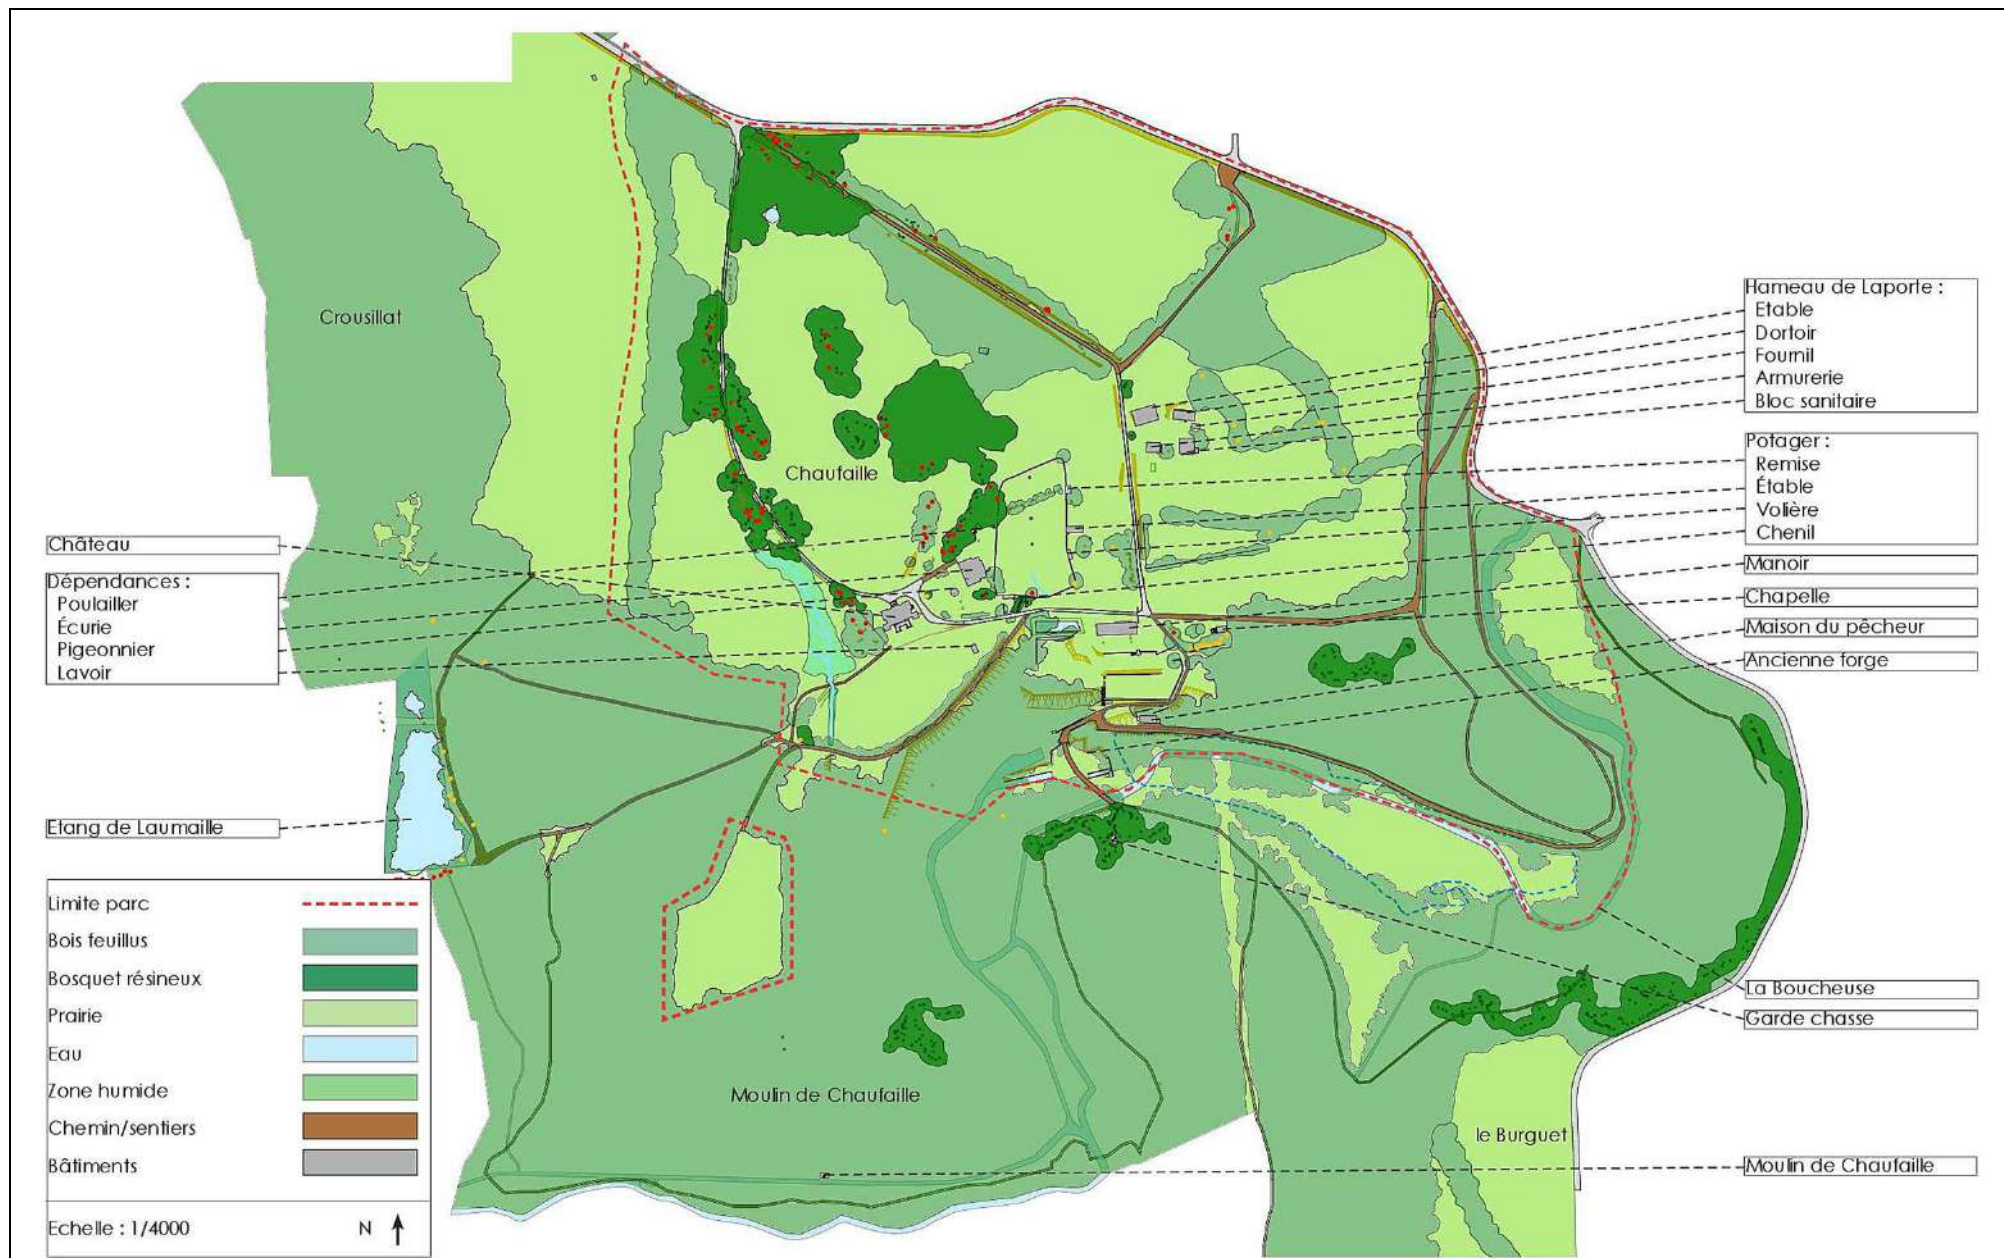 Crousillat
Chaufaille
Hameau de Laporte :
Etable
Dortoir
Fournil
Armurerie
Bloc sanitaire
Potager :
Remise
Étable
Volière
Chenil
Château
Dépendances :
Poulailler
Écurie
Pigeonnier
Lavoir
Manoir
Chapelle
Maison du pêcheur
Ancienne forge
Etang de Laumaille
Limite parc
Bois feuillus
Bosquet résineux
Prairie
Eau
Zone humide
Chemin/sentiers
Bâtiments
Echelle : 1/4000 N
La Boucheuse
Garde chasse
Moulin de Chaufaille
le Burguet
Moulin de Chaufaille